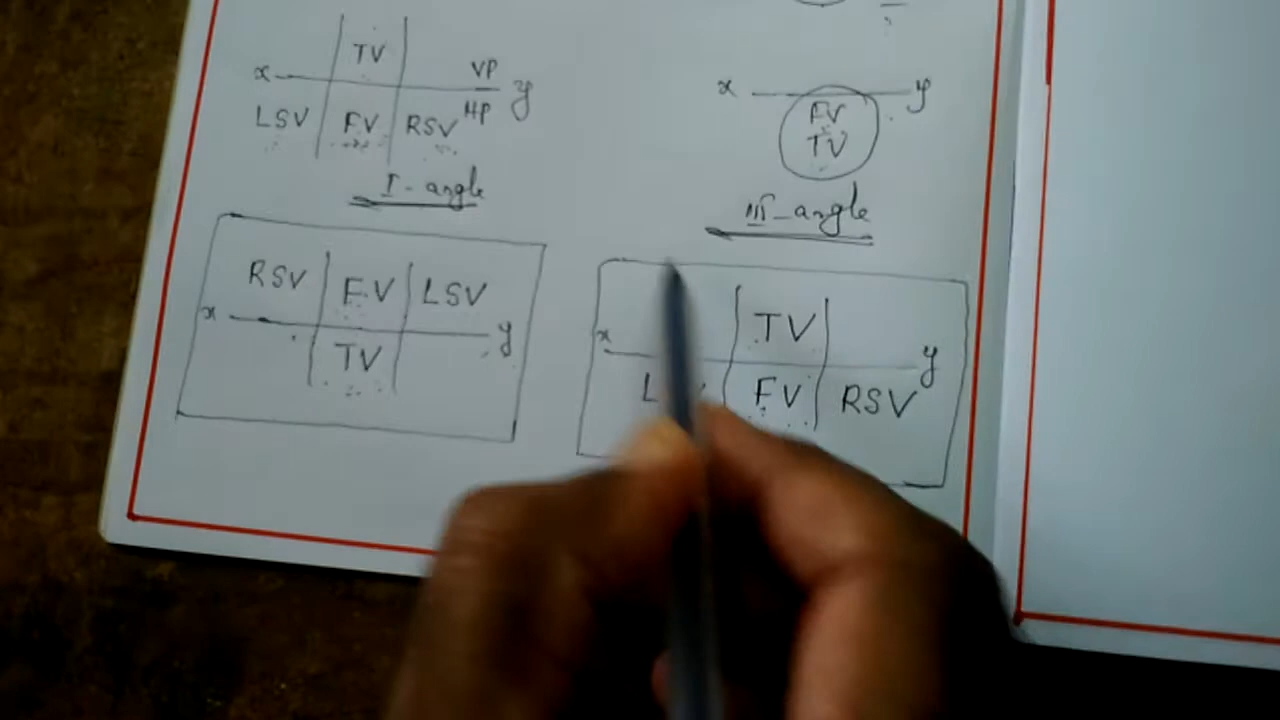 TV
x VP y
LSV FV RSV HP
I - angle
x y
FV
TV
III - angle
RSV FV LSV
x y
TV
TV
x y
FV RSV